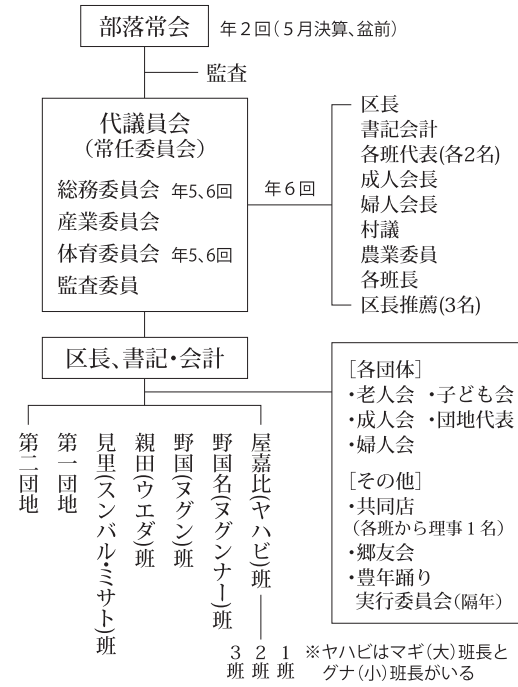 部落常会 年2回(5月決算、盆前)
監査
代議員会
(常任委員会)
総務委員会 年5、6回
産業委員会
体育委員会 年5、6回
監査委員
年6回
区長
書記会計
各班代表(各2名)
成人会長
婦人会長
村議
農業委員
各班長
区長推薦(3名)
区長、書記・会計
[各団体]
・老人会 ・子ども会
・成人会 ・団地代表
・婦人会
[その他]
・共同店
(各班から理事1名)
・郷友会
・豊年踊り
実行委員会(隔年)
屋嘉比(ヤハビ)班
野国名(ヌグンナー)班
野国(ヌグン)班
親田(ウエダ)班
見里(スンバル・ミサト)班
第一団地
第二団地
1班
2班
3班
※ヤハビはマギ(大)班長と
グナ(小)班長がいる